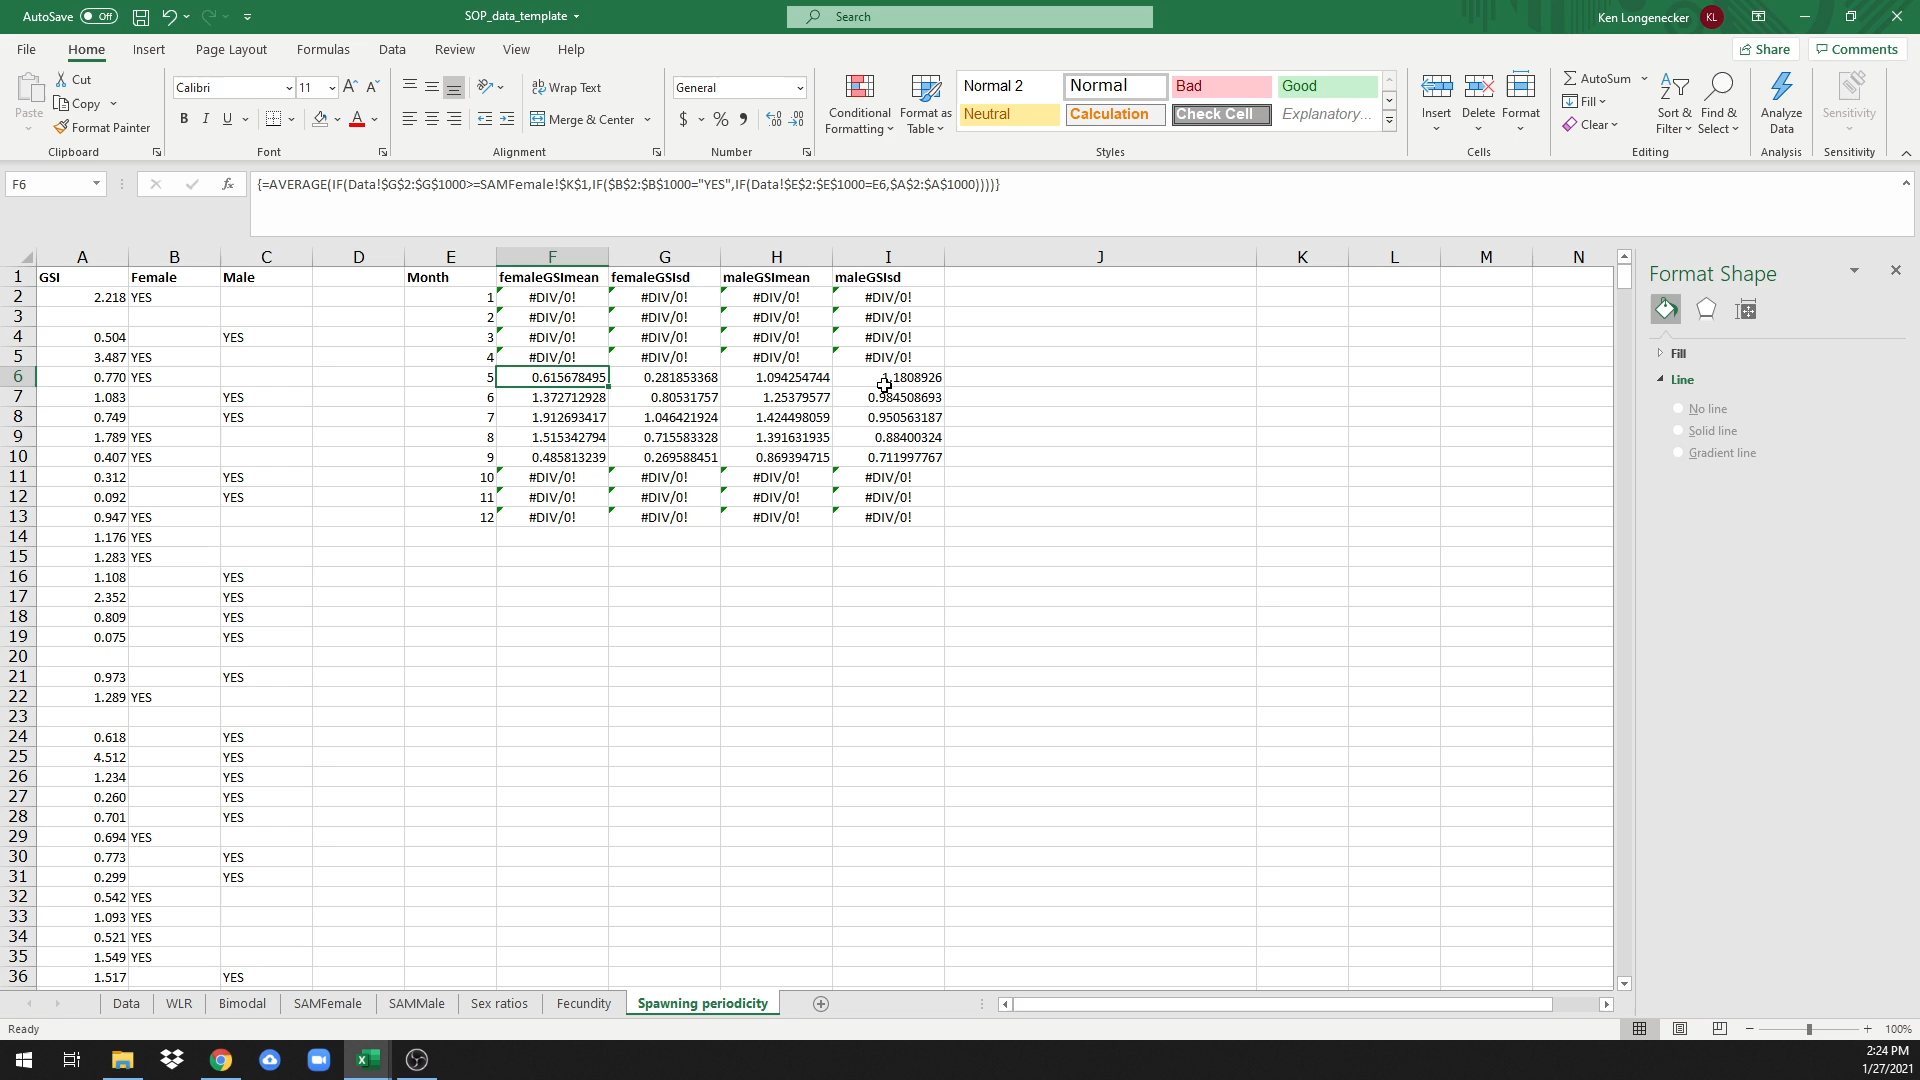 AutoSave Off SOP_data_template Search Ken Longenecker KL
File Home Insert Page Layout Formulas Data Review View Help Share Comments
Paste Cut Copy Format Painter Clipboard
Calibri 11 A A B I U A Font
Wrap Text Merge & Center Alignment
General $ % Number
Conditional Formatting Format as Table
Normal 2 Normal Bad Good
Neutral Calculation Check Cell Explanatory...
Styles
Insert Delete Format Cells
AutoSum Fill Clear Sort & Filter Find & Select Editing
Analyze Data Analysis Sensitivity Sensitivity
F6 fx {=AVERAGE(IF(Data!$G$2:$G$1000>=SAMFemale!$K$1,IF($B$2:$B$1000="YES",IF(Data!$E$2:$E$1000=E6,$A$2:$A$1000))))}
A B C D E F G H I J K L M N
1 GSI Female Male Month femaleGSImean femaleGSIsd maleGSImean maleGSIsd
2 2.218 YES 1 #DIV/0! #DIV/0! #DIV/0! #DIV/0!
3 2 #DIV/0! #DIV/0! #DIV/0! #DIV/0!
4 0.504 YES 3 #DIV/0! #DIV/0! #DIV/0! #DIV/0!
5 3.487 YES 4 #DIV/0! #DIV/0! #DIV/0! #DIV/0!
6 0.770 YES 5 0.615678495 0.281853368 1.094254744 1.1808926
7 1.083 YES 6 1.372712928 0.80531757 1.25379577 0.984508693
8 0.749 YES 7 1.912693417 1.046421924 1.424498059 0.950563187
9 1.789 YES 8 1.515342794 0.715583328 1.391631935 0.88400324
10 0.407 YES 9 0.485813239 0.269588451 0.869394715 0.711997767
11 0.312 YES 10 #DIV/0! #DIV/0! #DIV/0! #DIV/0!
12 0.092 YES 11 #DIV/0! #DIV/0! #DIV/0! #DIV/0!
13 0.947 YES 12 #DIV/0! #DIV/0! #DIV/0! #DIV/0!
14 1.176 YES
15 1.283 YES
16 1.108 YES
17 2.352 YES
18 0.809 YES
19 0.075 YES
20
21 0.973 YES
22 1.289 YES
23
24 0.618 YES
25 4.512 YES
26 1.234 YES
27 0.260 YES
28 0.701 YES
29 0.694 YES
30 0.773 YES
31 0.299 YES
32 0.542 YES
33 1.093 YES
34 0.521 YES
35 1.549 YES
36 1.517 YES
Format Shape
Fill
Line
No line
Solid line
Gradient line
Data WLR Bimodal SAMFemale SAMMale Sex ratios Fecundity Spawning periodicity
Ready 100%
2:24 PM
1/27/2021